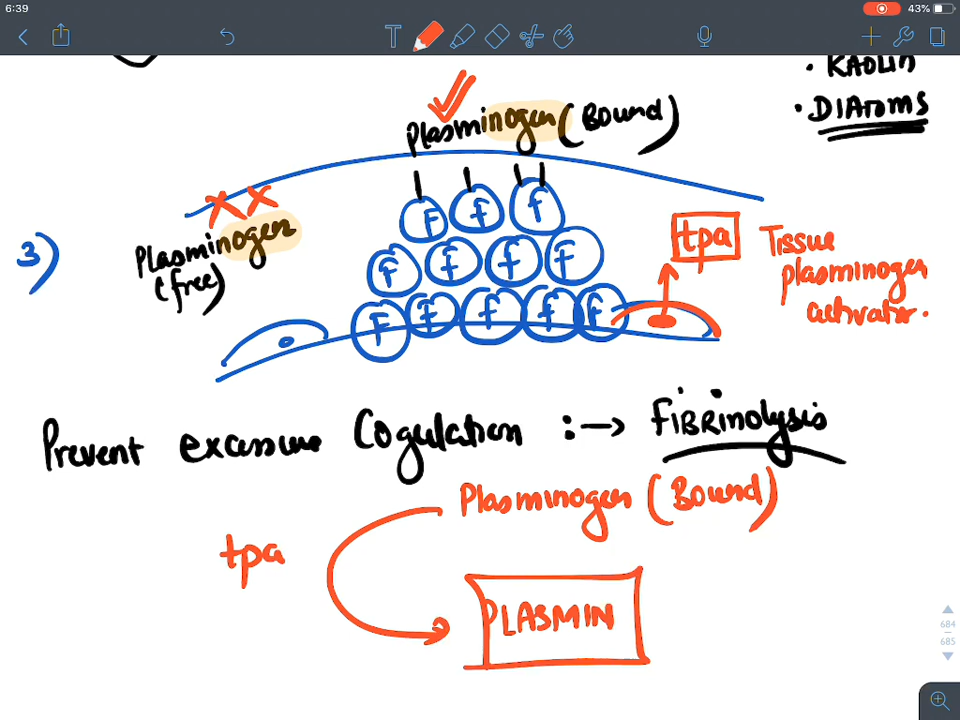 6:39
43%
T
· KAOLIN
· DIATOMS
Plasminogen (Bound)
Plasminogen
(free)
3)
F f f
F f f F
F f f f f
tpa
Tissue
plasminogen
activator.
Prevent excessive Cogulation :→ FIBRINOLYSIS
Plasminogen (Bound)
tpa
PLASMIN
684
685